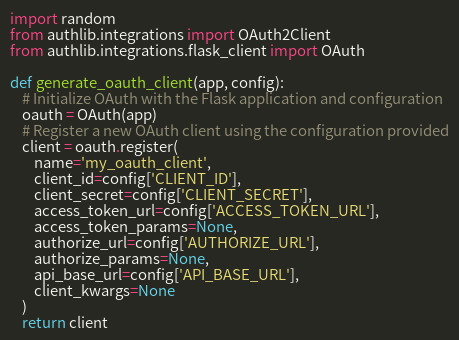 import random
from authlib.integrations import OAuth2Client
from authlib.integrations.flask_client import OAuth

def generate_oauth_client(app, config):
    # Initialize OAuth with the Flask application and configuration
    oauth = OAuth(app)
    # Register a new OAuth client using the configuration provided
    client = oauth.register(
        name='my_oauth_client',
        client_id=config['CLIENT_ID'],
        client_secret=config['CLIENT_SECRET'],
        access_token_url=config['ACCESS_TOKEN_URL'],
        access_token_params=None,
        authorize_url=config['AUTHORIZE_URL'],
        authorize_params=None,
        api_base_url=config['API_BASE_URL'],
        client_kwargs=None
    )
    return client